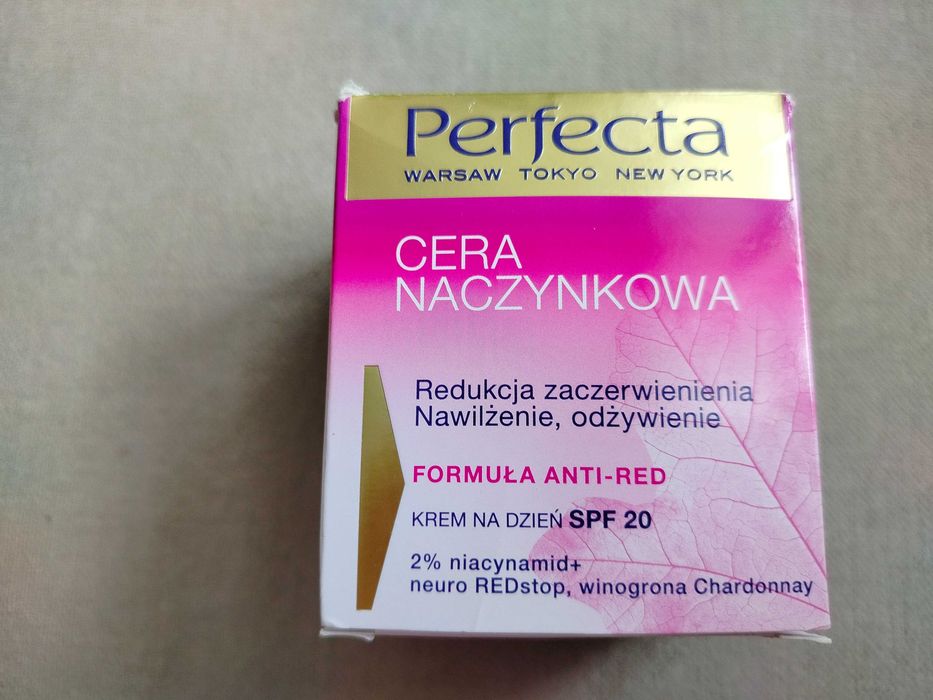 Perfecta
WARSAW TOKYO NEW YORK
CERA
NACZYNKOWA
Redukcja zaczerwienienia
Nawilżenie, odżywienie
FORMUŁA ANTI-RED
KREM NA DZIEŃ SPF 20
2% niacynamid+
neuro REDstop, winogrona Chardonnay